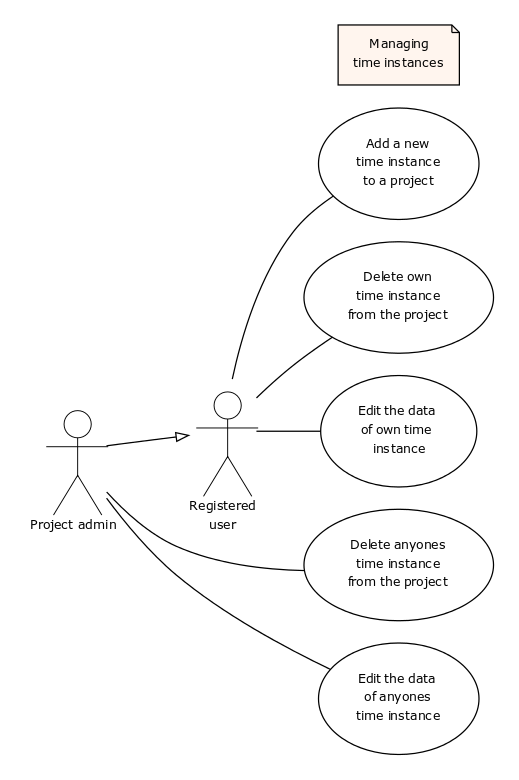 Managing
time instances
Add a new
time instance
to a project
Delete own
time instance
from the project
Edit the data
of own time
instance
Registered
user
Project admin
Delete anyones
time instance
from the project
Edit the data
of anyones
time instance